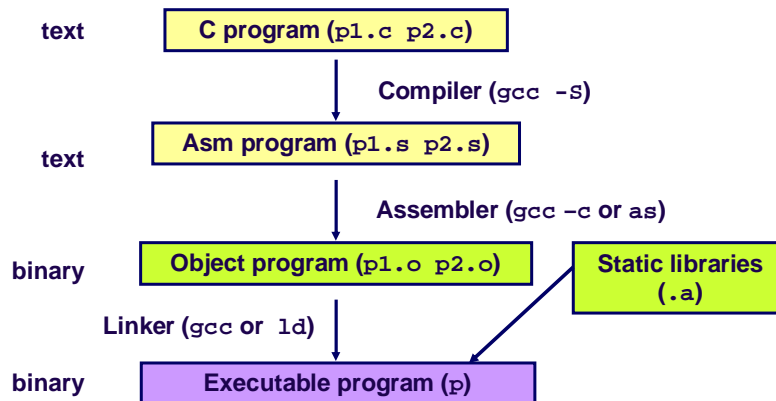 text
C program (p1.c p2.c)
Compiler (gcc -S)
text
Asm program (p1.s p2.s)
Assembler (gcc –c or as)
binary
Object program (p1.o p2.o)
Static libraries
(.a)
Linker (gcc or ld)
binary
Executable program (p)